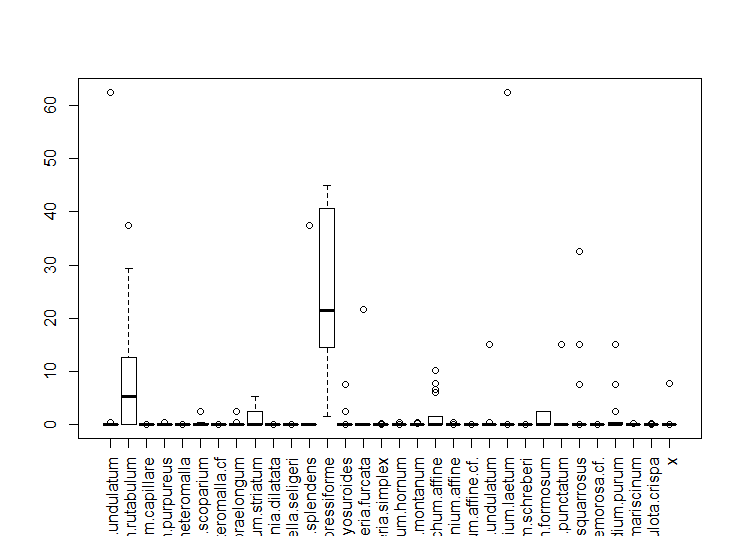 60
50
40
30
20
10
0
.undulatum
n.rutabulum
m.capillare
n.purpureus
heteromalla
.scoparium
eromalla.cf
praelongum
um.striatum
nia.dilatata
ella.seligeri
.splendens
pressiforme
yosuroides
eria.furcata
eria.simplex
um.hornum
.montanum
chum.affine
nium.affine
um.affine.cf.
.undulatum
ium.laetum
m.schreberi
n.formosum
.punctatum
squarrosus
emorosa.cf.
dium.purum
mariscinum
ulota.crispa
x